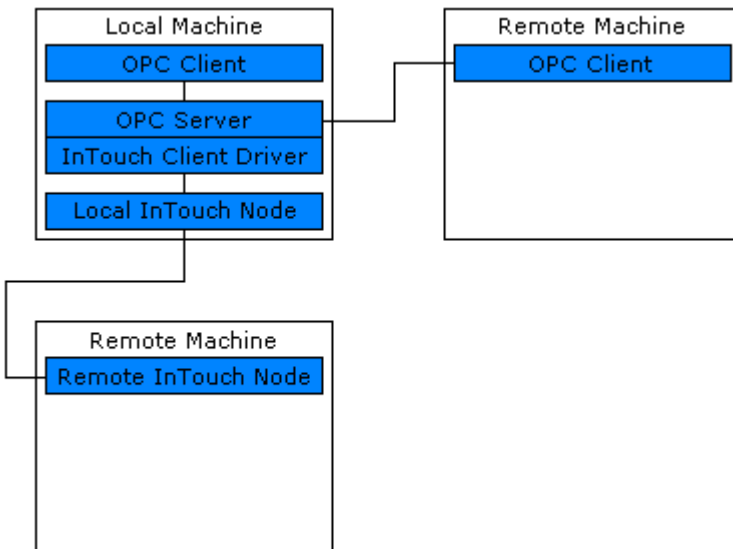 Local Machine
OPC Client
OPC Server
InTouch Client Driver
Local InTouch Node
Remote Machine
OPC Client
Remote Machine
Remote InTouch Node